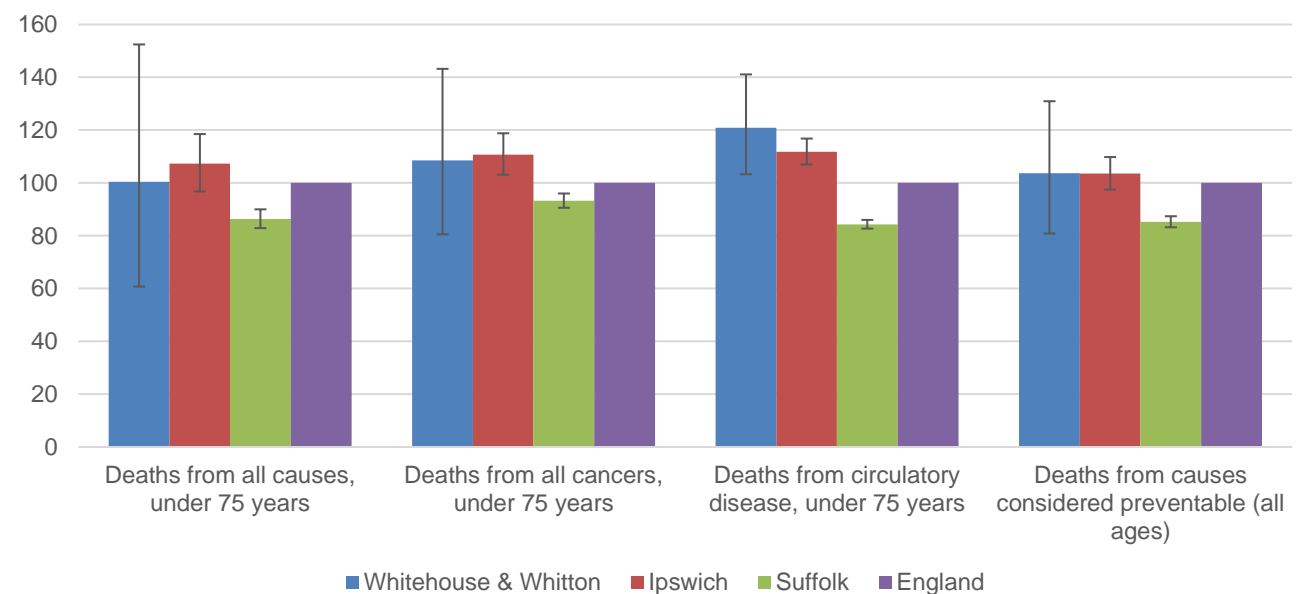 160
140
120
100
80
60
40
20
0
Deaths from all causes,
under 75 years
Deaths from all cancers,
under 75 years
Deaths from circulatory
disease, under 75 years
Deaths from causes
considered preventable (all
ages)
Whitehouse & Whitton Ipswich Suffolk England